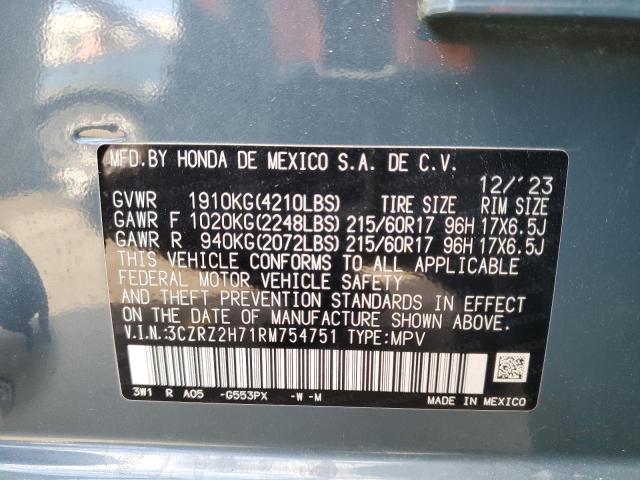 MFD.BY HONDA DE MEXICO S.A. DE C.V.
12/'23
GVWR 1910KG(4210LBS) TIRE SIZE RIM SIZE
GAWR F 1020KG(2248LBS) 215/60R17 96H 17X6.5J
GAWR R 940KG(2072LBS) 215/60R17 96H 17X6.5J
THIS VEHICLE CONFORMS TO ALL APPLICABLE
FEDERAL MOTOR VEHICLE SAFETY
AND THEFT PREVENTION STANDARDS IN EFFECT
ON THE DATE OF MANUFACTURE SHOWN ABOVE.
V.I.N.:3CZRZ2H71RM754751 TYPE:MPV
3W1 R A05 -G553PX -W-M MADE IN MEXICO